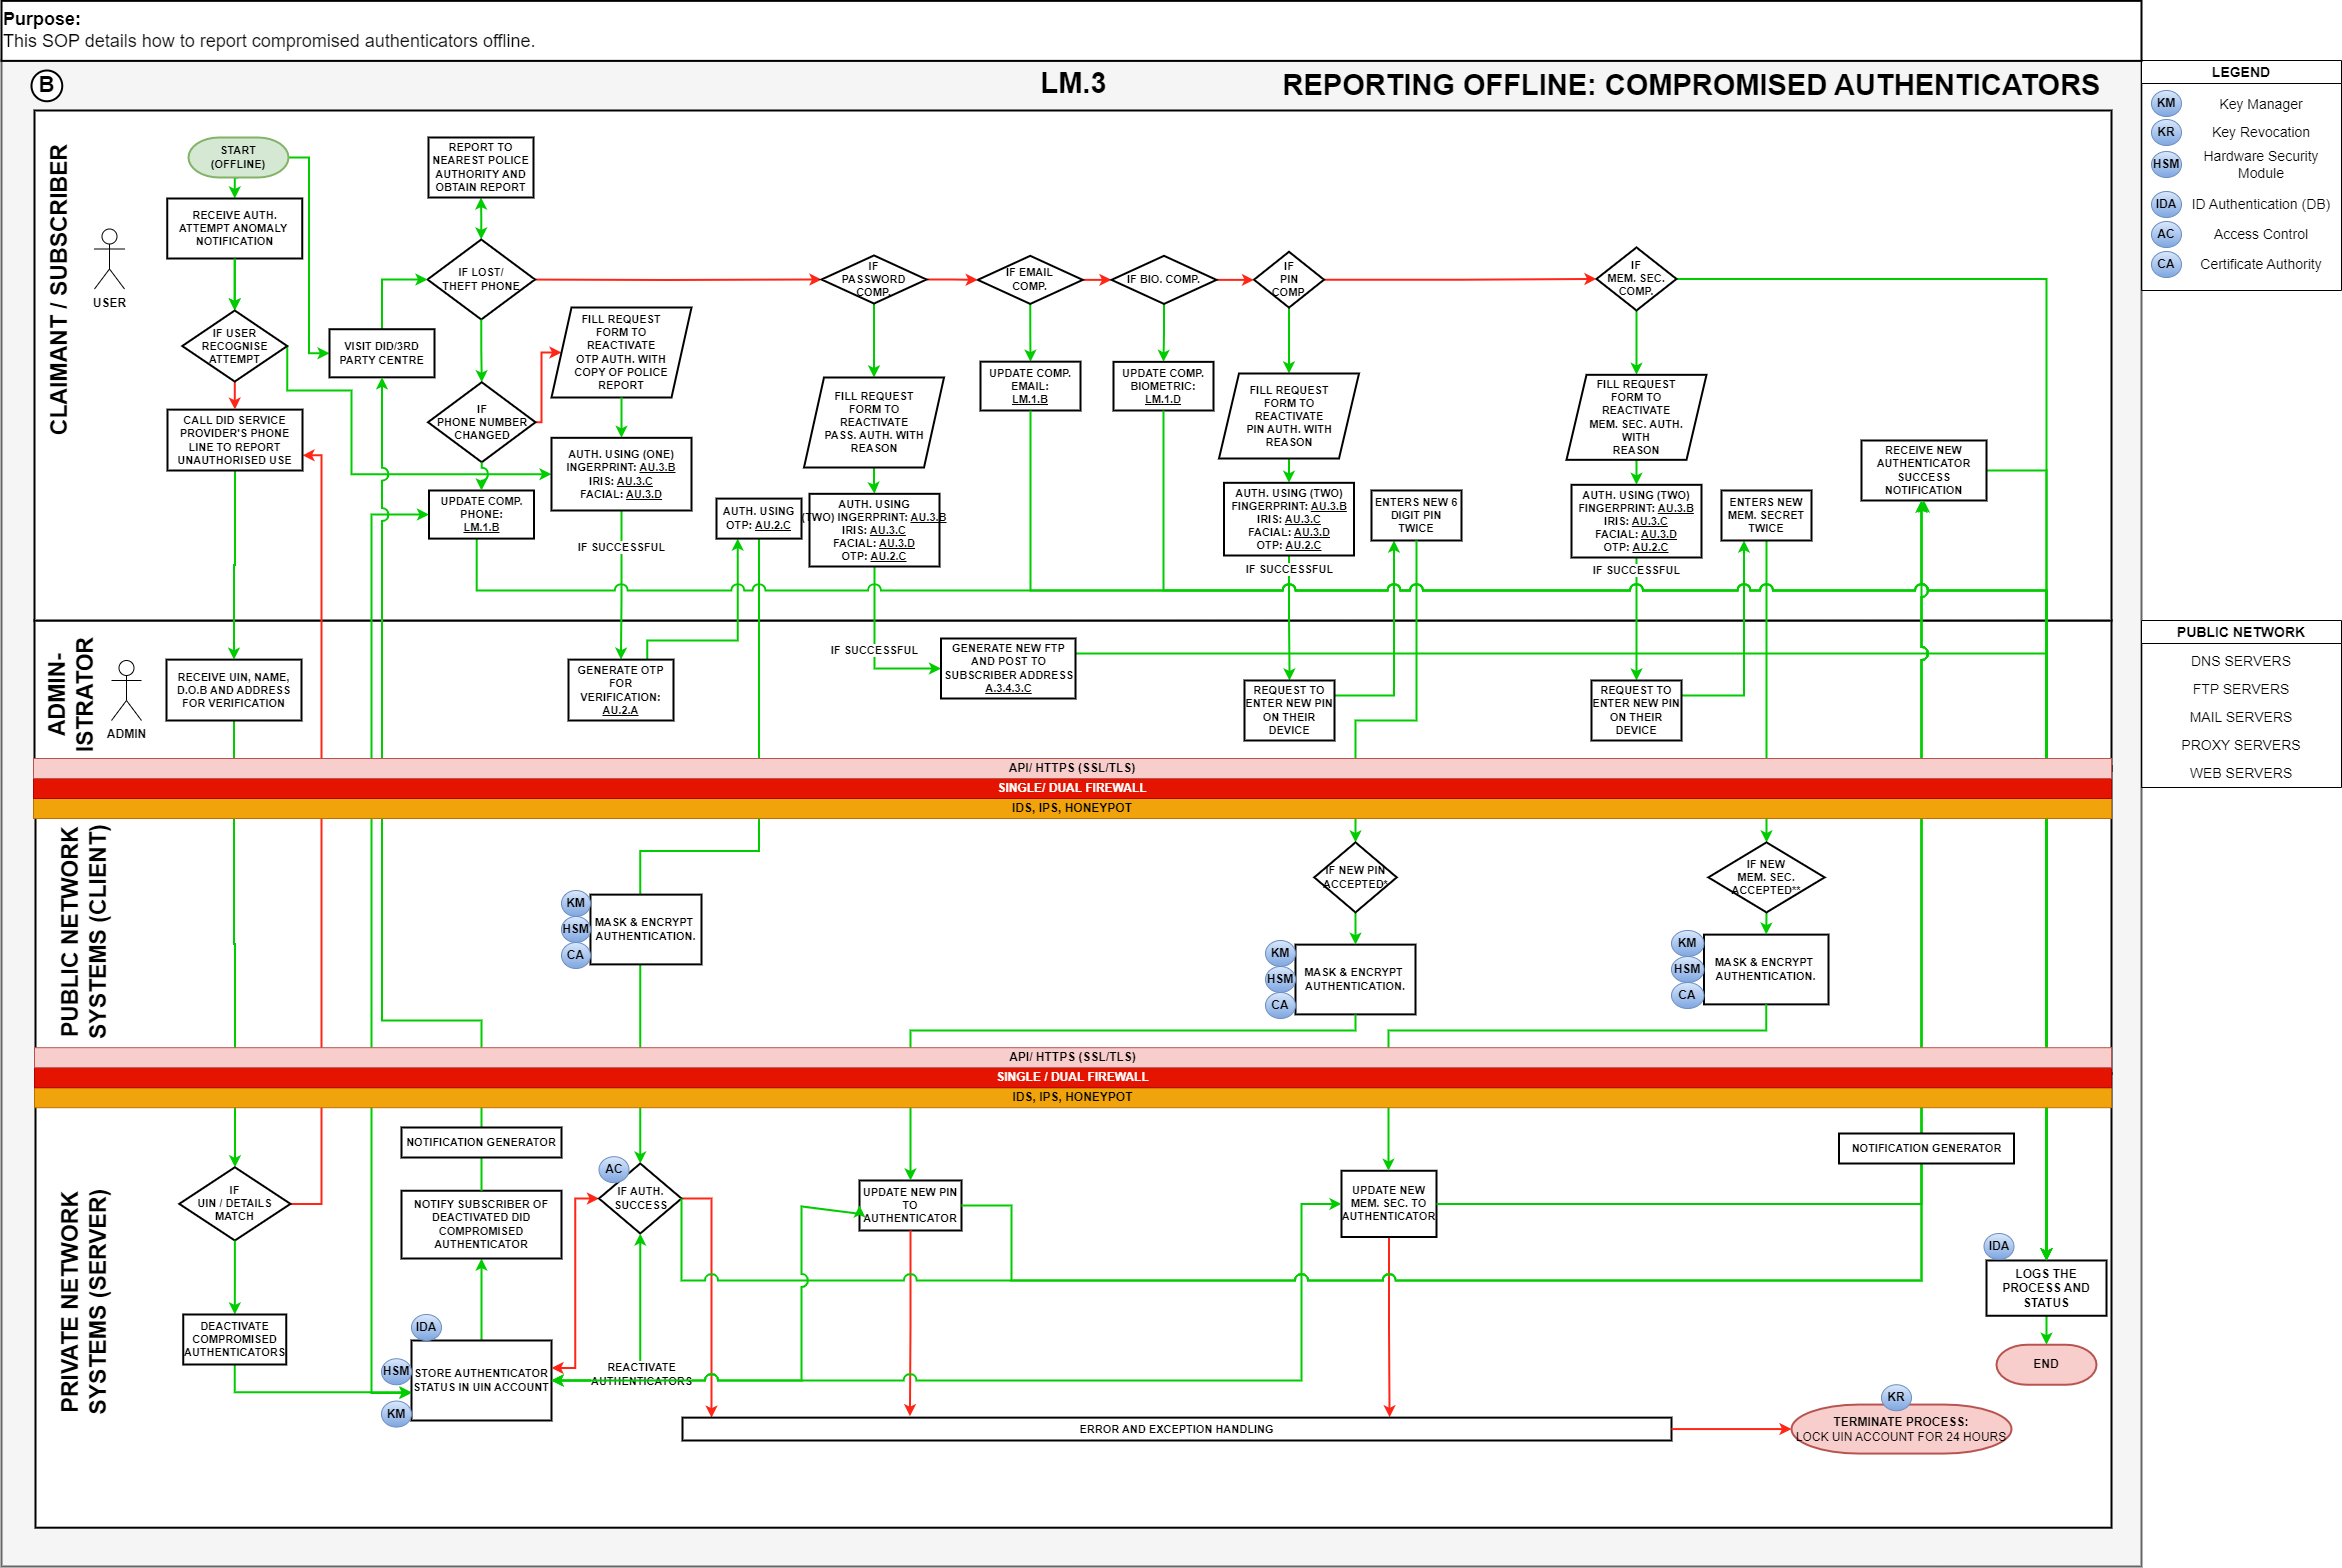 Purpose:
This SOP details how to report compromised authenticators offline.
B
LM.3
REPORTING OFFLINE: COMPROMISED AUTHENTICATORS
LEGEND
KM
Key Manager
KR
Key Revocation
HSM
Hardware Security
Module
IDA
ID Authentication (DB)
AC
Access Control
CA
Certificate Authority
PUBLIC NETWORK
DNS SERVERS
FTP SERVERS
MAIL SERVERS
PROXY SERVERS
WEB SERVERS
CLAIMANT / SUBSCRIBER
USER
START
(OFFLINE)
RECEIVE AUTH.
ATTEMPT ANOMALY
NOTIFICATION
IF USER
RECOGNISE
ATTEMPT
CALL DID SERVICE
PROVIDER'S PHONE
LINE TO REPORT
UNAUTHORISED USE
VISIT DID/3RD
PARTY CENTRE
REPORT TO
NEAREST POLICE
AUTHORITY AND
OBTAIN REPORT
IF LOST/
THEFT PHONE
IF
PHONE NUMBER
CHANGED
UPDATE COMP.
PHONE:
LM.1.B
FILL REQUEST
FORM TO
REACTIVATE
OTP AUTH. WITH
COPY OF POLICE
REPORT
AUTH. USING (ONE)
INGERPRINT: AU.3.B
IRIS: AU.3.C
FACIAL: AU.3.D
IF SUCCESSFUL
AUTH. USING
OTP: AU.2.C
IF
PASSWORD
COMP.
FILL REQUEST
FORM TO
REACTIVATE
PASS. AUTH. WITH
REASON
AUTH. USING
(TWO) INGERPRINT: AU.3.B
IRIS: AU.3.C
FACIAL: AU.3.D
OTP: AU.2.C
IF EMAIL
COMP.
UPDATE COMP.
EMAIL:
LM.1.B
IF BIO. COMP.
UPDATE COMP.
BIOMETRIC:
LM.1.D
IF
PIN
COMP.
FILL REQUEST
FORM TO
REACTIVATE
PIN AUTH. WITH
REASON
AUTH. USING (TWO)
FINGERPRINT: AU.3.B
IRIS: AU.3.C
FACIAL: AU.3.D
OTP: AU.2.C
IF SUCCESSFUL
ENTERS NEW 6
DIGIT PIN
TWICE
IF
MEM. SEC.
COMP.
FILL REQUEST
FORM TO
REACTIVATE
MEM. SEC. AUTH.
WITH
REASON
AUTH. USING (TWO)
FINGERPRINT: AU.3.B
IRIS: AU.3.C
FACIAL: AU.3.D
OTP: AU.2.C
IF SUCCESSFUL
ENTERS NEW
MEM. SECRET
TWICE
RECEIVE NEW
AUTHENTICATOR
SUCCESS
NOTIFICATION
ADMIN-
ISTRATOR
ADMIN
RECEIVE UIN, NAME,
D.O.B AND ADDRESS
FOR VERIFICATION
GENERATE OTP
FOR
VERIFICATION:
AU.2.A
IF SUCCESSFUL
GENERATE NEW FTP
AND POST TO
SUBSCRIBER ADDRESS
A.3.4.3.C
REQUEST TO
ENTER NEW PIN
ON THEIR
DEVICE
REQUEST TO
ENTER NEW PIN
ON THEIR
DEVICE
API/ HTTPS (SSL/TLS)
SINGLE/ DUAL FIREWALL
IDS, IPS, HONEYPOT
PUBLIC NETWORK
SYSTEMS (CLIENT)
KM
HSM
CA
MASK & ENCRYPT
AUTHENTICATION.
IF NEW PIN
ACCEPTED*
KM
HSM
CA
MASK & ENCRYPT
AUTHENTICATION.
IF NEW
MEM. SEC.
ACCEPTED**
KM
HSM
CA
MASK & ENCRYPT
AUTHENTICATION.
API/ HTTPS (SSL/TLS)
SINGLE / DUAL FIREWALL
IDS, IPS, HONEYPOT
PRIVATE NETWORK
SYSTEMS (SERVER)
IF
UIN / DETAILS
MATCH
DEACTIVATE
COMPROMISED
AUTHENTICATORS
NOTIFICATION GENERATOR
NOTIFY SUBSCRIBER OF
DEACTIVATED DID
COMPROMISED
AUTHENTICATOR
IDA
HSM
KM
STORE AUTHENTICATOR
STATUS IN UIN ACCOUNT
AC
IF AUTH.
SUCCESS
REACTIVATE
AUTHENTICATORS
UPDATE NEW PIN
TO
AUTHENTICATOR
UPDATE NEW
MEM. SEC. TO
AUTHENTICATOR
NOTIFICATION GENERATOR
IDA
LOGS THE
PROCESS AND
STATUS
END
ERROR AND EXCEPTION HANDLING
KR
TERMINATE PROCESS:
LOCK UIN ACCOUNT FOR 24 HOURS